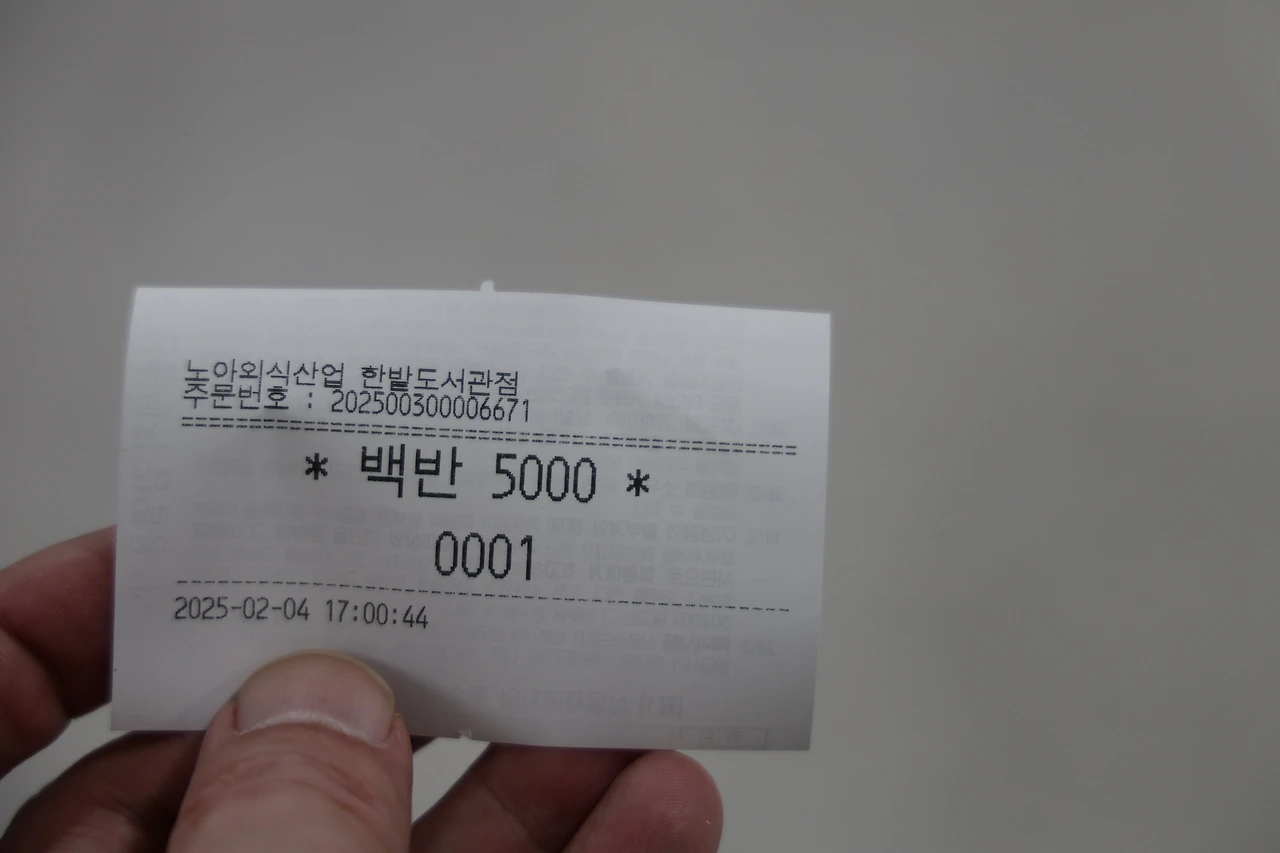 노아외식산업 한밭도서관점
주문번호 : 202500300006671
* 백반 5000 *
0001
2025-02-04 17:00:44